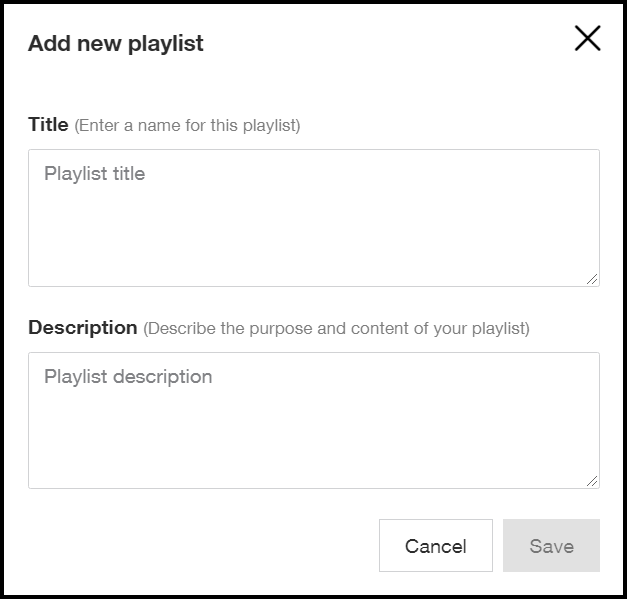 Add new playlist
Title (Enter a name for this playlist)
Playlist title
Description (Describe the purpose and content of your playlist)
Playlist description
Cancel Save